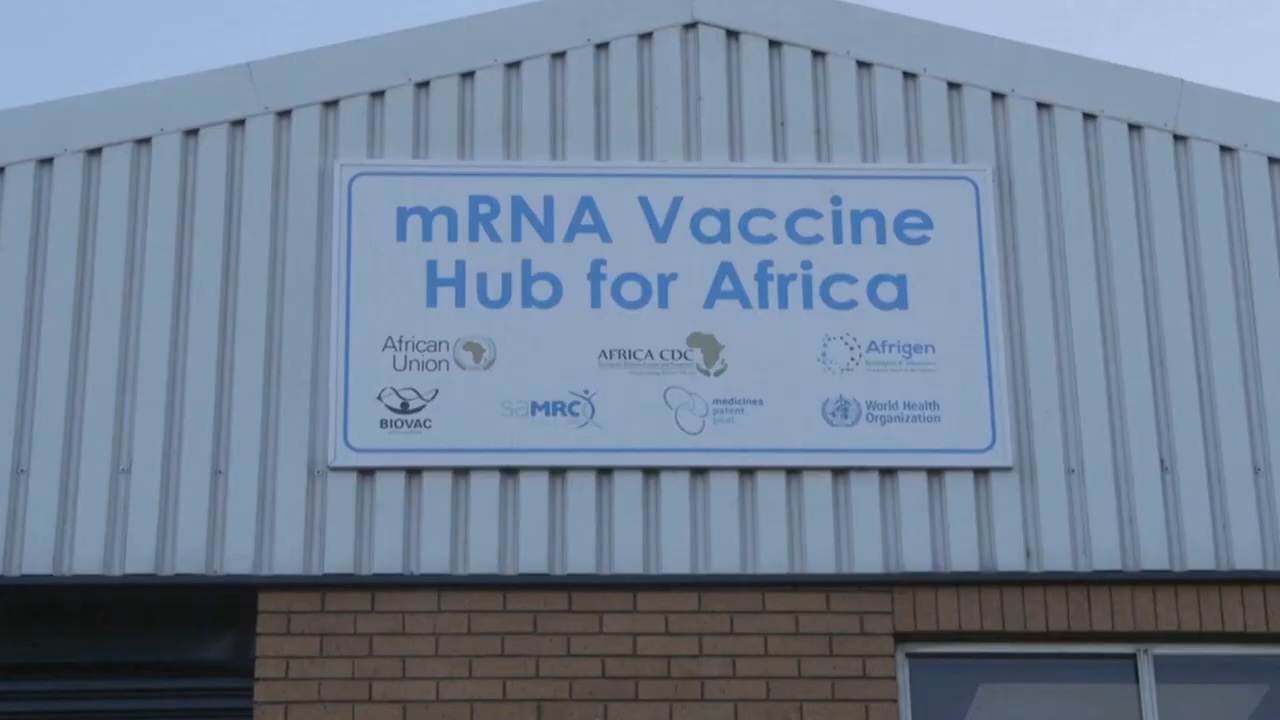 mRNA Vaccine
Hub for Africa
African
Union
AFRICA CDC
Afrigen
BIOVAC
saMRC
medicines
patent
pool
World Health
Organization